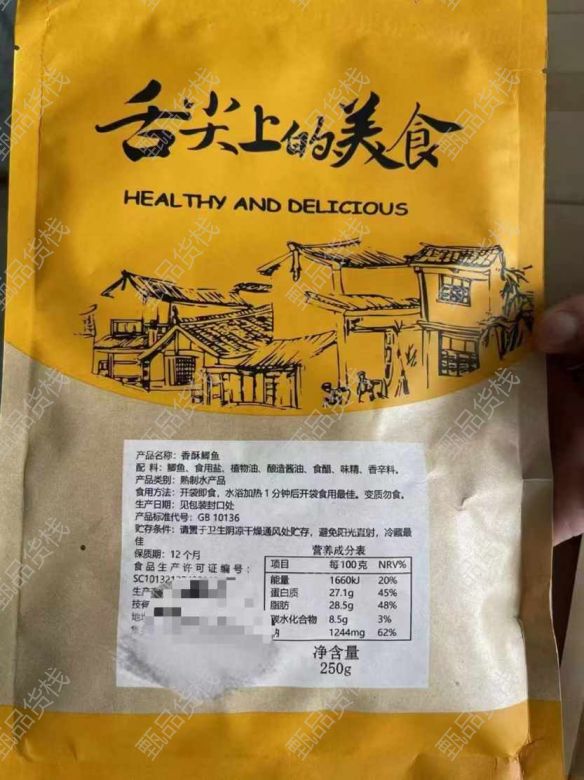 舌尖上的美食
HEALTHY AND DELICIOUS
产品名称：香酥鲫鱼
配 料：鲫鱼、食用盐、植物油、酿造酱油、食醋、味精、香辛料。
产品类别：熟制水产品
食用方法：开袋即食，水浴加热1分钟后开袋食用最佳。变质勿食。
生产日期：见包装封口处
产品标准代号：GB 10136
贮存条件：请置于卫生阴凉干燥通风处贮存，避免阳光直射，冷藏最
佳
保质期：12个月
食品生产许可证编号：
SC10132
生产
地
营养成分表
项目 每100克 NRV%
能量 1660kJ 20%
蛋白质 27.1g 45%
脂肪 28.5g 48%
碳水化合物 8.5g 3%
钠 1244mg 62%
净含量
250g
甄品货栈